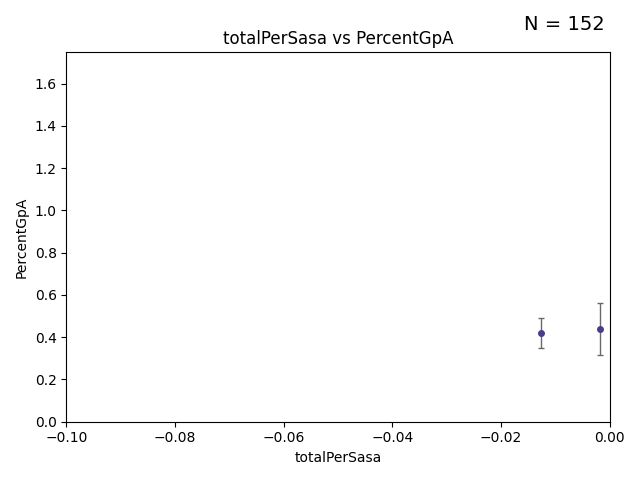 N = 152
totalPerSasa vs PercentGpA
1.6
1.4
1.2
1.0
0.8
0.6
0.4
0.2
0.0
PercentGpA
−0.10 −0.08 −0.06 −0.04 −0.02 0.00
totalPerSasa